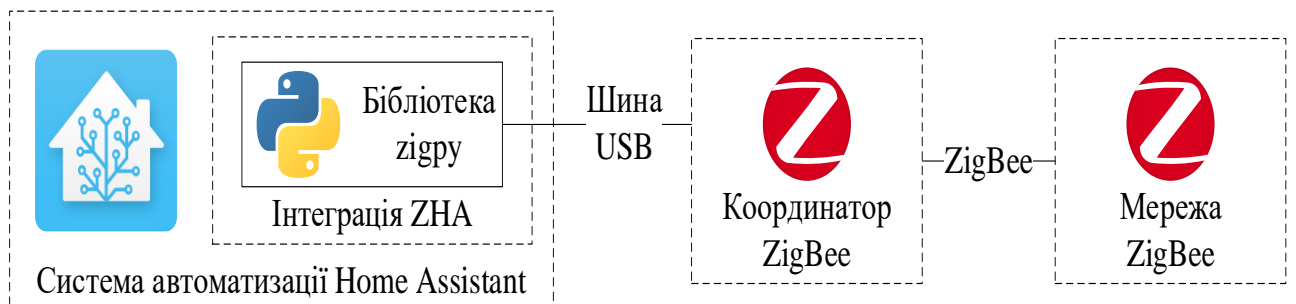 Бібліотека
zigpy
Інтеграція ZHA
Система автоматизації Home Assistant
Шина
USB
Координатор
ZigBee
ZigBee
Мережа
ZigBee